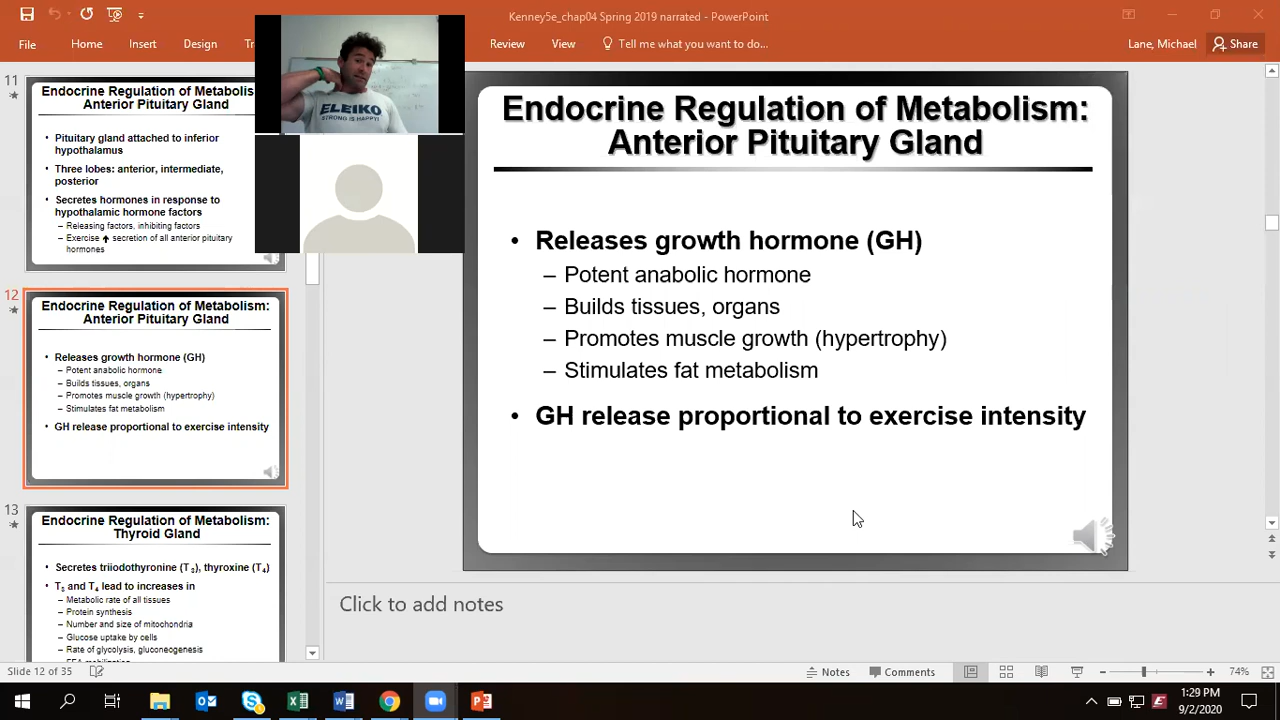 Kenney5e_chap04 Spring 2019 narrated - PowerPoint
Lane, Michael
Share
File
Home
Insert
Design
Review
View
Tell me what you want to do...
11
Endocrine Regulation of Metabolism:
Anterior Pituitary Gland
• Pituitary gland attached to inferior
hypothalamus
• Three lobes: anterior, intermediate,
posterior
• Secretes hormones in response to
hypothalamic hormone factors
– Releasing factors, inhibiting factors
– Exercise ↑ secretion of all anterior pituitary
hormones
ELEIKO
STRONG IS HAPPY!
12
Endocrine Regulation of Metabolism:
Anterior Pituitary Gland
• Releases growth hormone (GH)
– Potent anabolic hormone
– Builds tissues, organs
– Promotes muscle growth (hypertrophy)
– Stimulates fat metabolism
• GH release proportional to exercise intensity
13
Endocrine Regulation of Metabolism:
Thyroid Gland
• Secretes triiodothyronine (T3), thyroxine (T4)
• T3 and T4 lead to increases in
– Metabolic rate of all tissues
– Protein synthesis
– Number and size of mitochondria
– Glucose uptake by cells
– Rate of glycolysis, gluconeogenesis
Endocrine Regulation of Metabolism:
Anterior Pituitary Gland
• Releases growth hormone (GH)
– Potent anabolic hormone
– Builds tissues, organs
– Promotes muscle growth (hypertrophy)
– Stimulates fat metabolism
• GH release proportional to exercise intensity
Click to add notes
Slide 12 of 35
Notes
Comments
74%
1:29 PM
9/2/2020